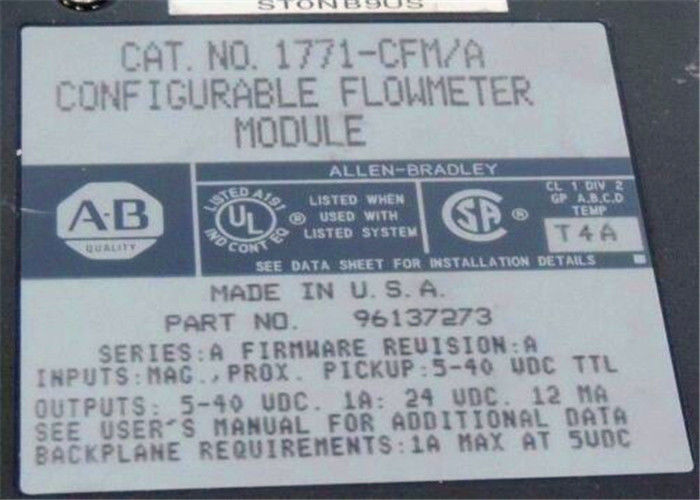 STONB9US
CAT. NO. 1771-CFM/A
CONFIGURABLE FLOWMETER
MODULE
ALLEN-BRADLEY
A-B
QUALITY
LISTED A191
UL
®
IND CONT EQ
LISTED WHEN
USED WITH
LISTED SYSTEM
SA
®
CL 1 DIV 2
GP A,B,C,D
TEMP
T4A
SEE DATA SHEET FOR INSTALLATION DETAILS
MADE IN U.S.A.
PART NO. 96137273
SERIES:A FIRMWARE REVISION:A
INPUTS:MAG.,PROX. PICKUP:5-40 VDC TTL
OUTPUTS: 5-40 VDC. 1A: 24 VDC. 12 MA
SEE USER'S MANUAL FOR ADDITIONAL DATA
BACKPLANE REQUIREMENTS:1A MAX AT 5VDC